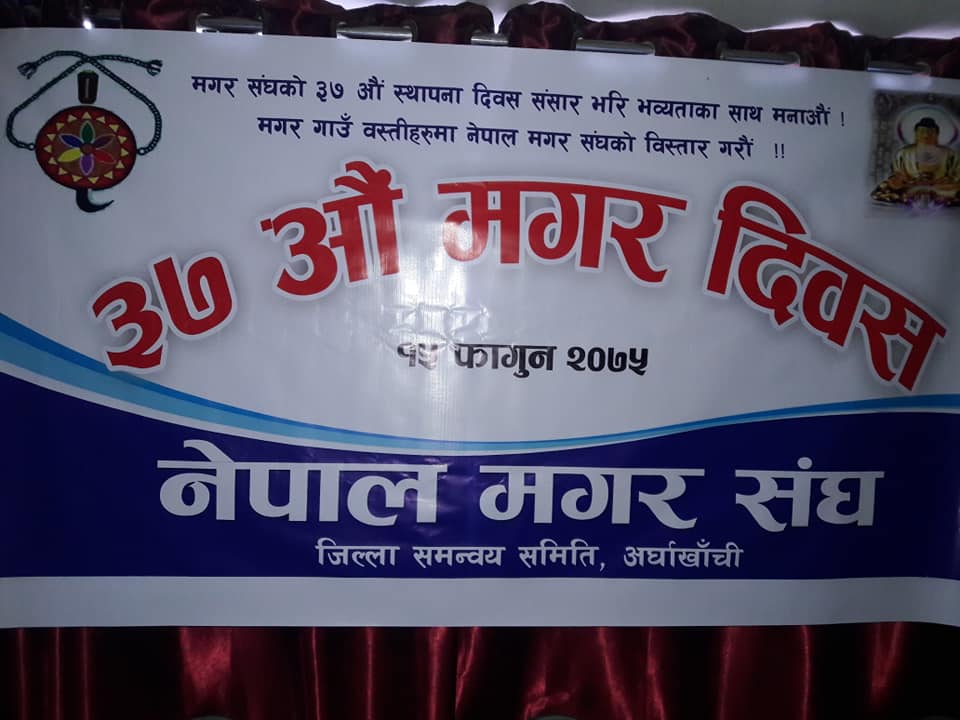 मगर संघको ३७ औं स्थापना दिवस संसार भरि भव्यताका साथ मनाऔं !
मगर गाउँ वस्तीहरुमा नेपाल मगर संघको विस्तार गरौं !!
३७ औं मगर दिवस
१५ फागुन २०७५
नेपाल मगर संघ
जिल्ला समन्वय समिति, अर्घाखाँची